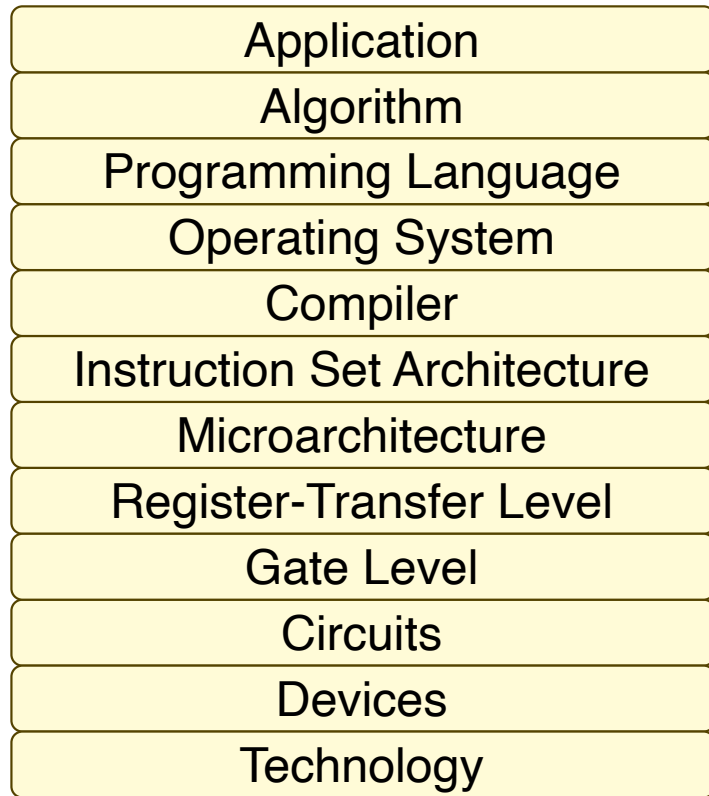 Application
Algorithm
Programming Language
Operating System
Compiler
Instruction Set Architecture
Microarchitecture
Register-Transfer Level
Gate Level
Circuits
Devices
Technology